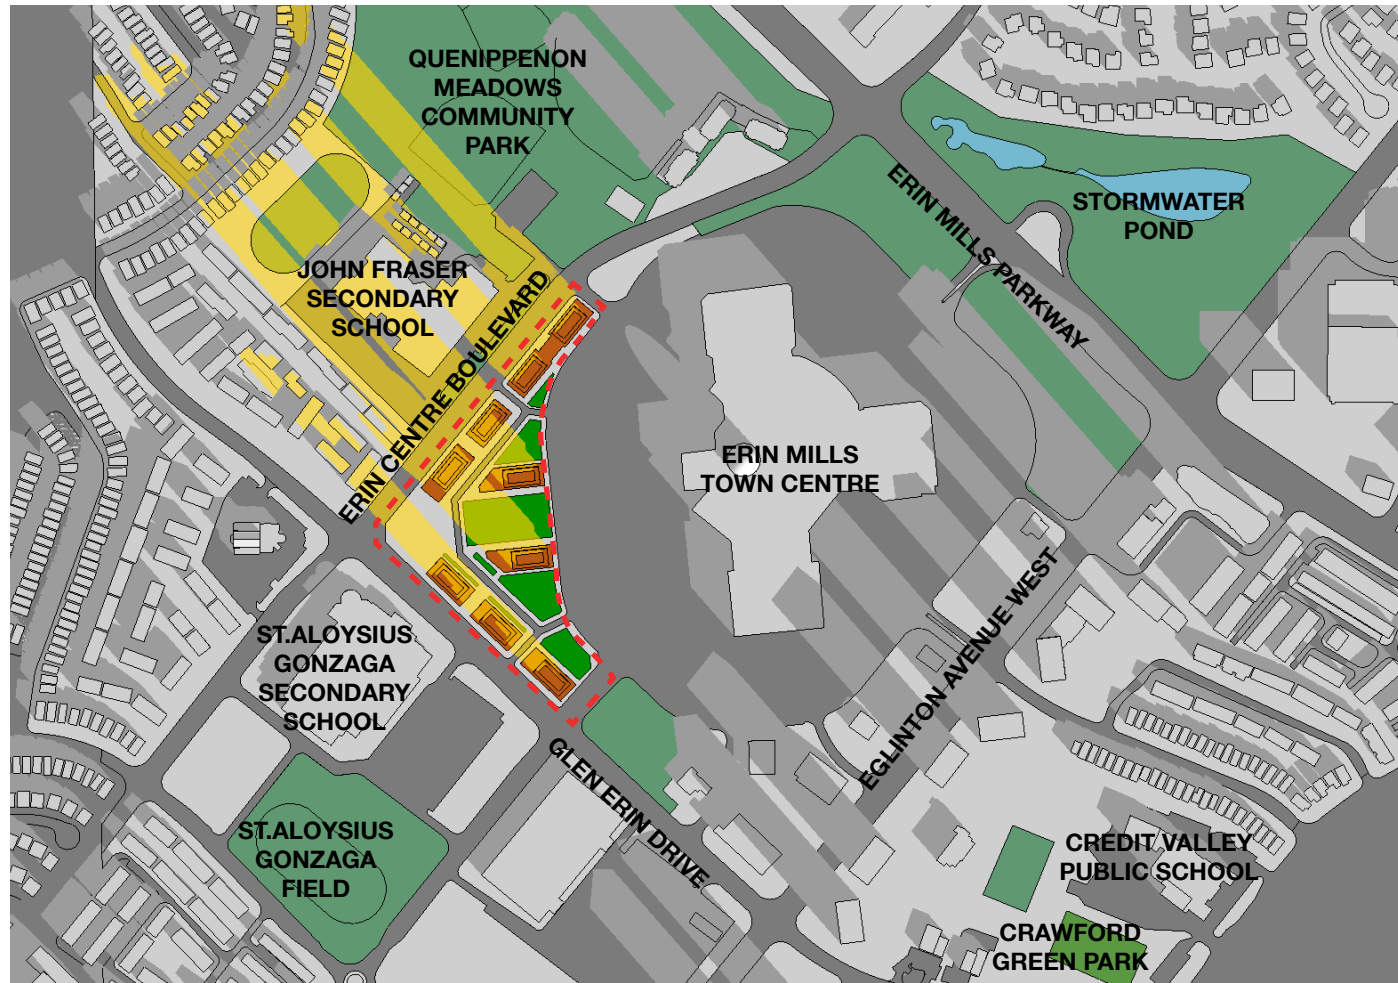 QUENIPPENON
MEADOWS
COMMUNITY
PARK
ERIN MILLS PARKWAY
STORMWATER
POND
JOHN FRASER
SECONDARY
SCHOOL
ERIN CENTRE BOULEVARD
ERIN MILLS
TOWN CENTRE
EGLINTON AVENUE WEST
ST.ALOYSIUS
GONZAGA
SECONDARY
SCHOOL
GLEN ERIN DRIVE
ST.ALOYSIUS
GONZAGA
FIELD
CREDIT VALLEY
PUBLIC SCHOOL
CRAWFORD
GREEN PARK